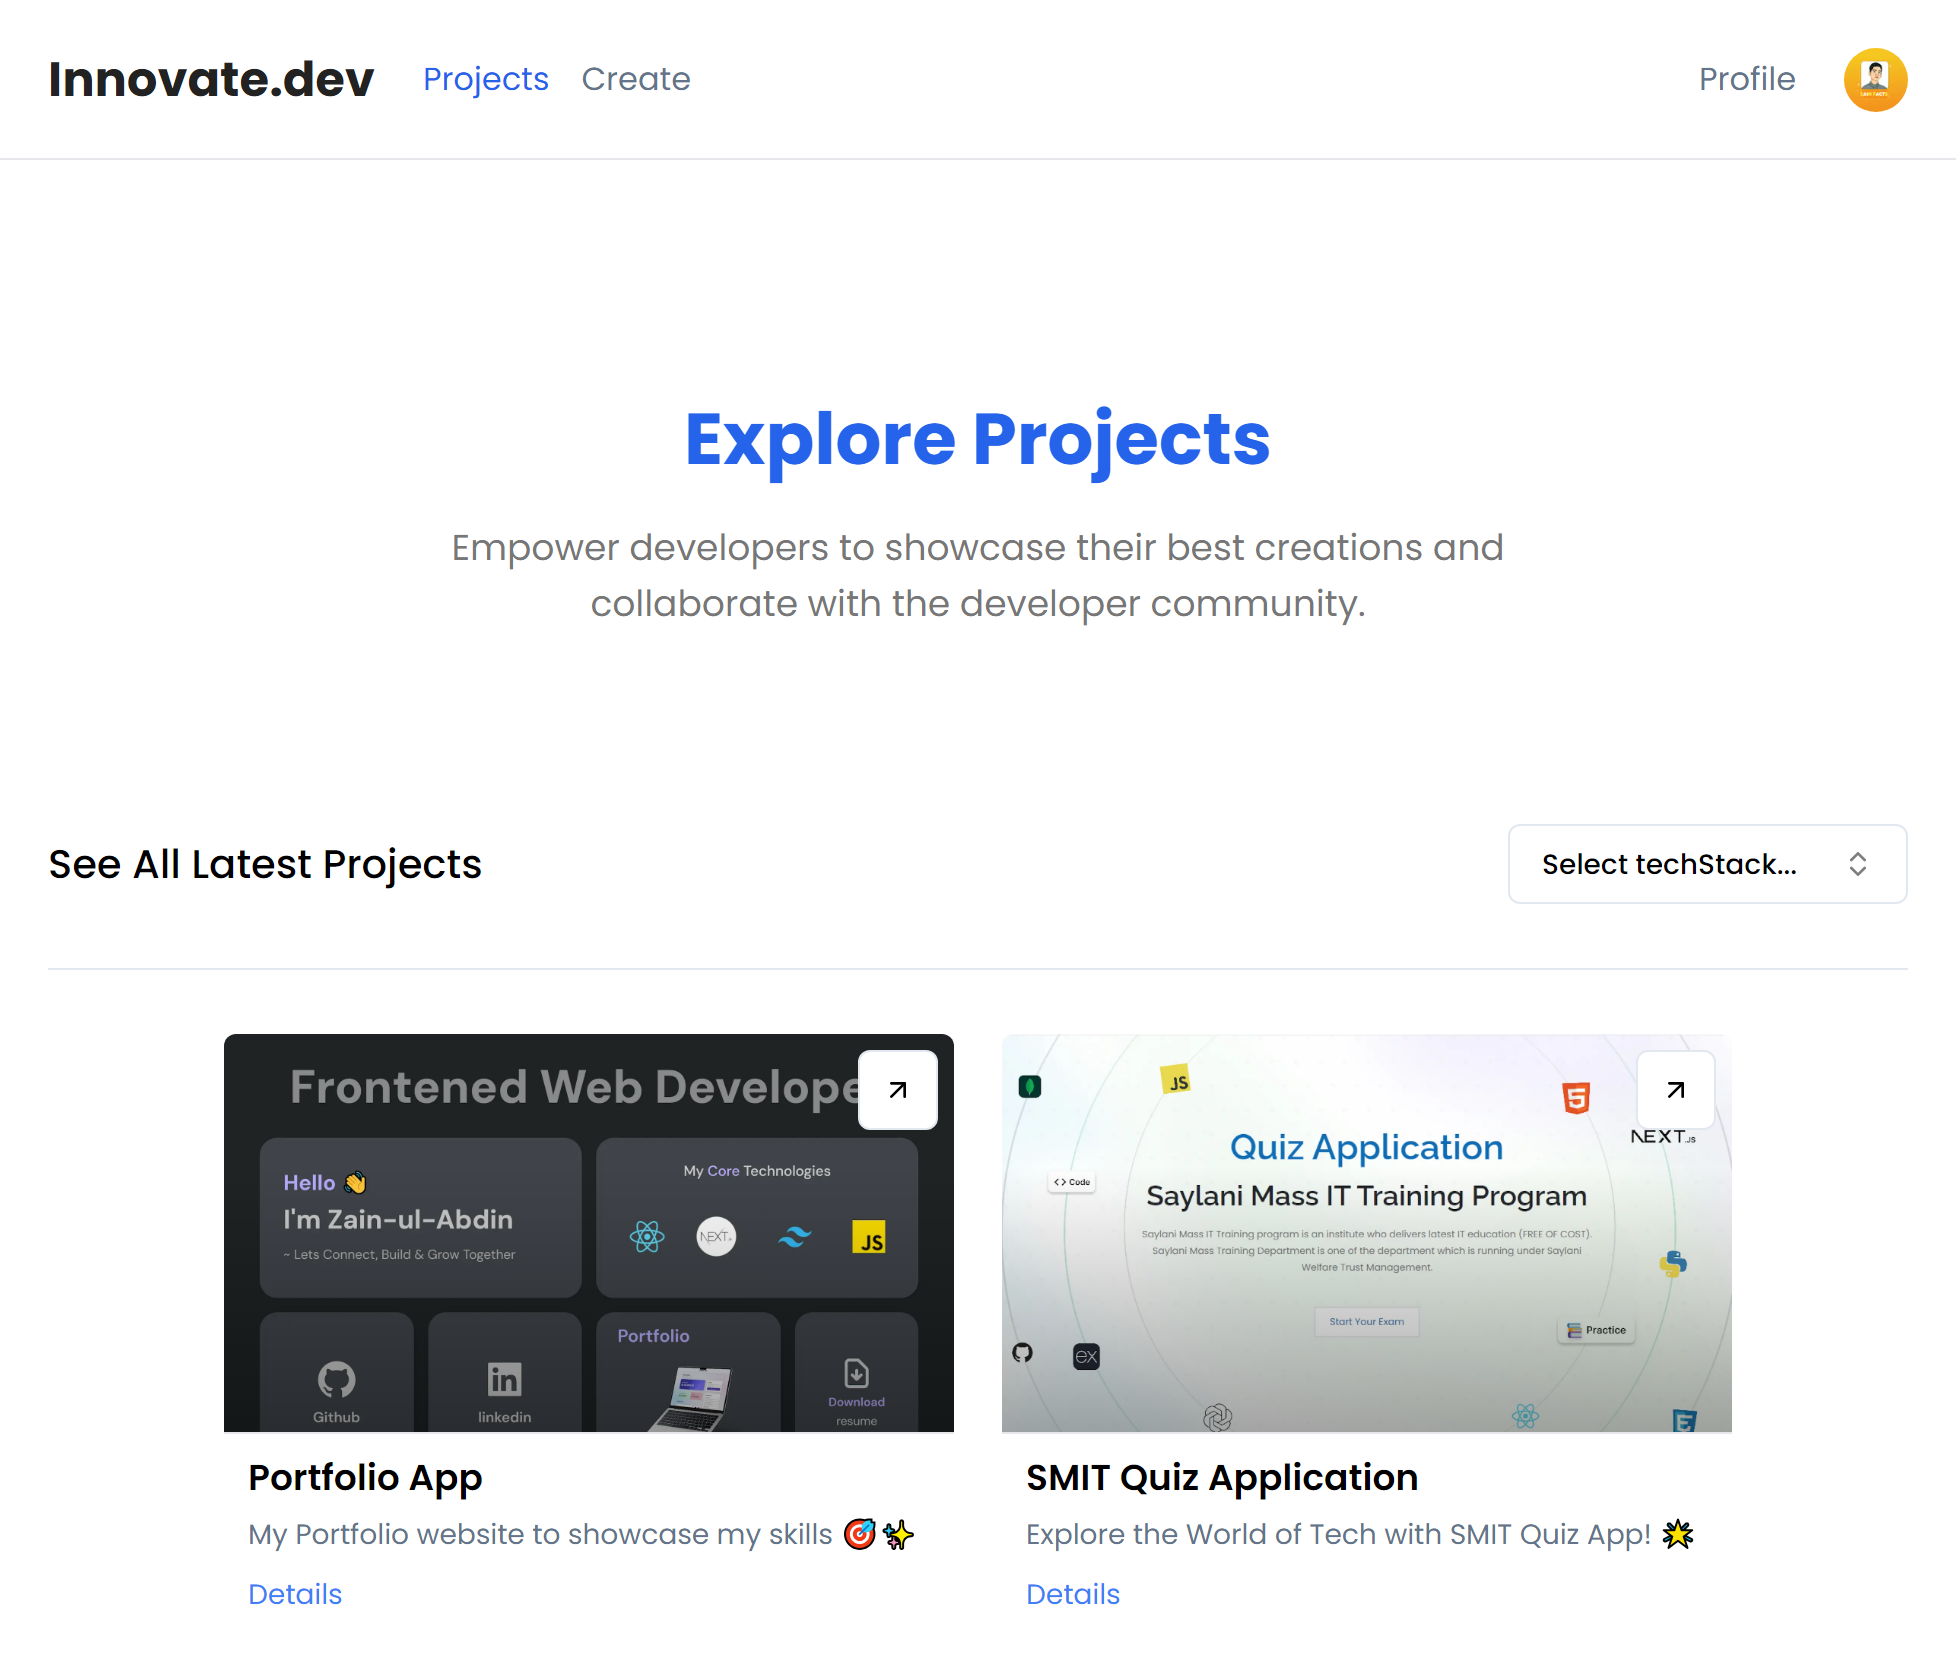 Innovate.dev
Projects
Create
Profile
Explore Projects
Empower developers to showcase their best creations and
collaborate with the developer community.
See All Latest Projects
Select techStack...
Frontened Web Develope
Hello 👋
I'm Zain-ul-Abdin
~ Lets Connect, Build & Grow Together
My Core Technologies
NEXT.JS
JS
Github
linkedin
Portfolio
Download
resume
Portfolio App
My Portfolio website to showcase my skills 🎯✨
Details
JS
5
NEXT.JS
<> Code
Quiz Application
Saylani Mass IT Training Program
Saylani Mass IT Training program is an institute who delivers latest IT education (FREE OF COST).
Saylani Mass Training Department is one of the department which is running under Saylani
Welfare Trust Management.
Start Your Exam
Practice
ex
SMIT Quiz Application
Explore the World of Tech with SMIT Quiz App! 🌟
Details